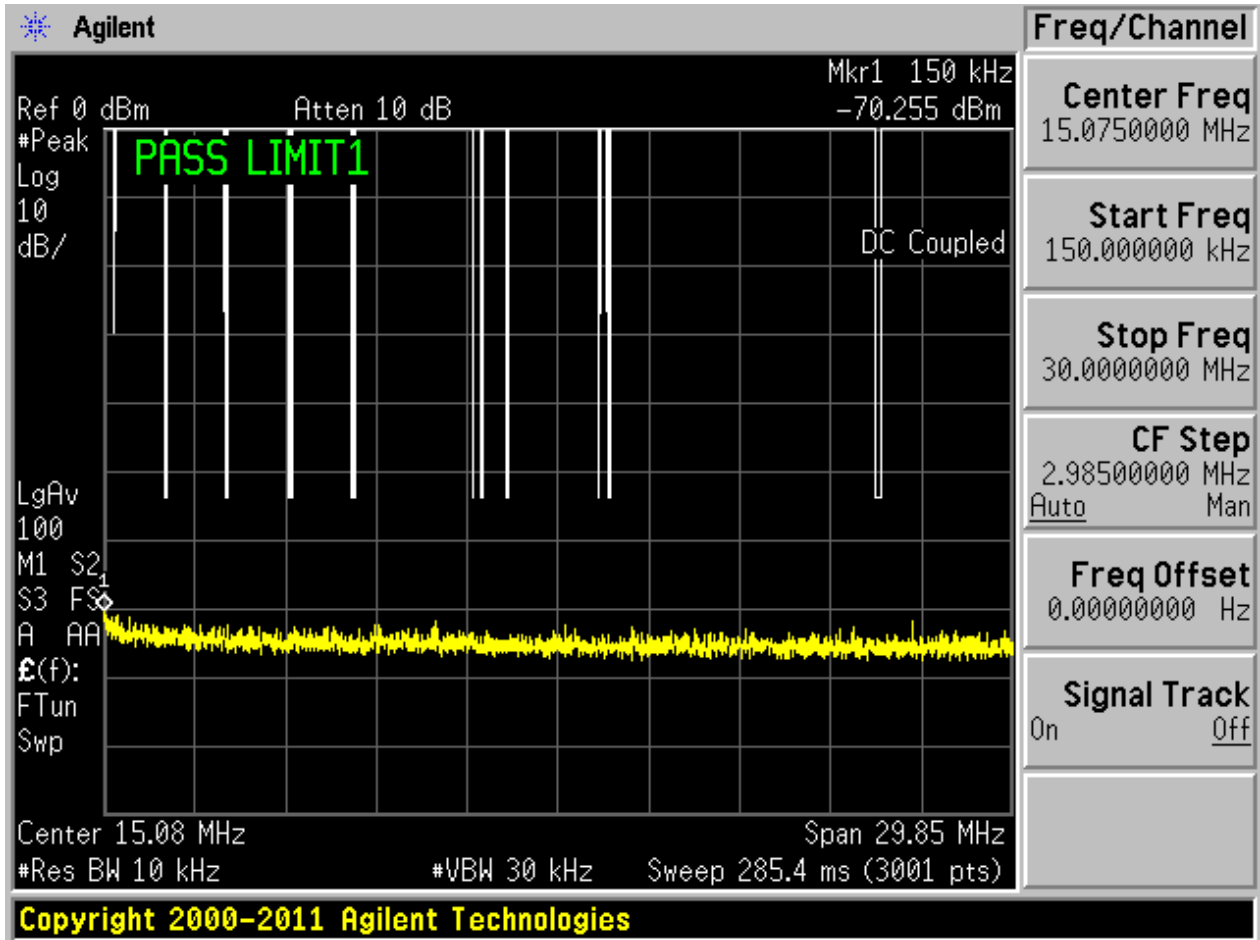 Agilent
Freq/Channel
Mkr1 150 kHz
Ref 0 dBm Atten 10 dB -70.255 dBm
#Peak
Log
10
dB/
PASS LIMIT1
DC Coupled
LgAv
100
M1 S2
S3 FS
A AA
£(f):
FTun
Swp
1
Center 15.08 MHz Span 29.85 MHz
#Res BW 10 kHz #VBW 30 kHz Sweep 285.4 ms (3001 pts)
Center Freq
15.0750000 MHz
Start Freq
150.000000 kHz
Stop Freq
30.0000000 MHz
CF Step
2.98500000 MHz
Auto Man
Freq Offset
0.00000000 Hz
Signal Track
On Off
Copyright 2000-2011 Agilent Technologies